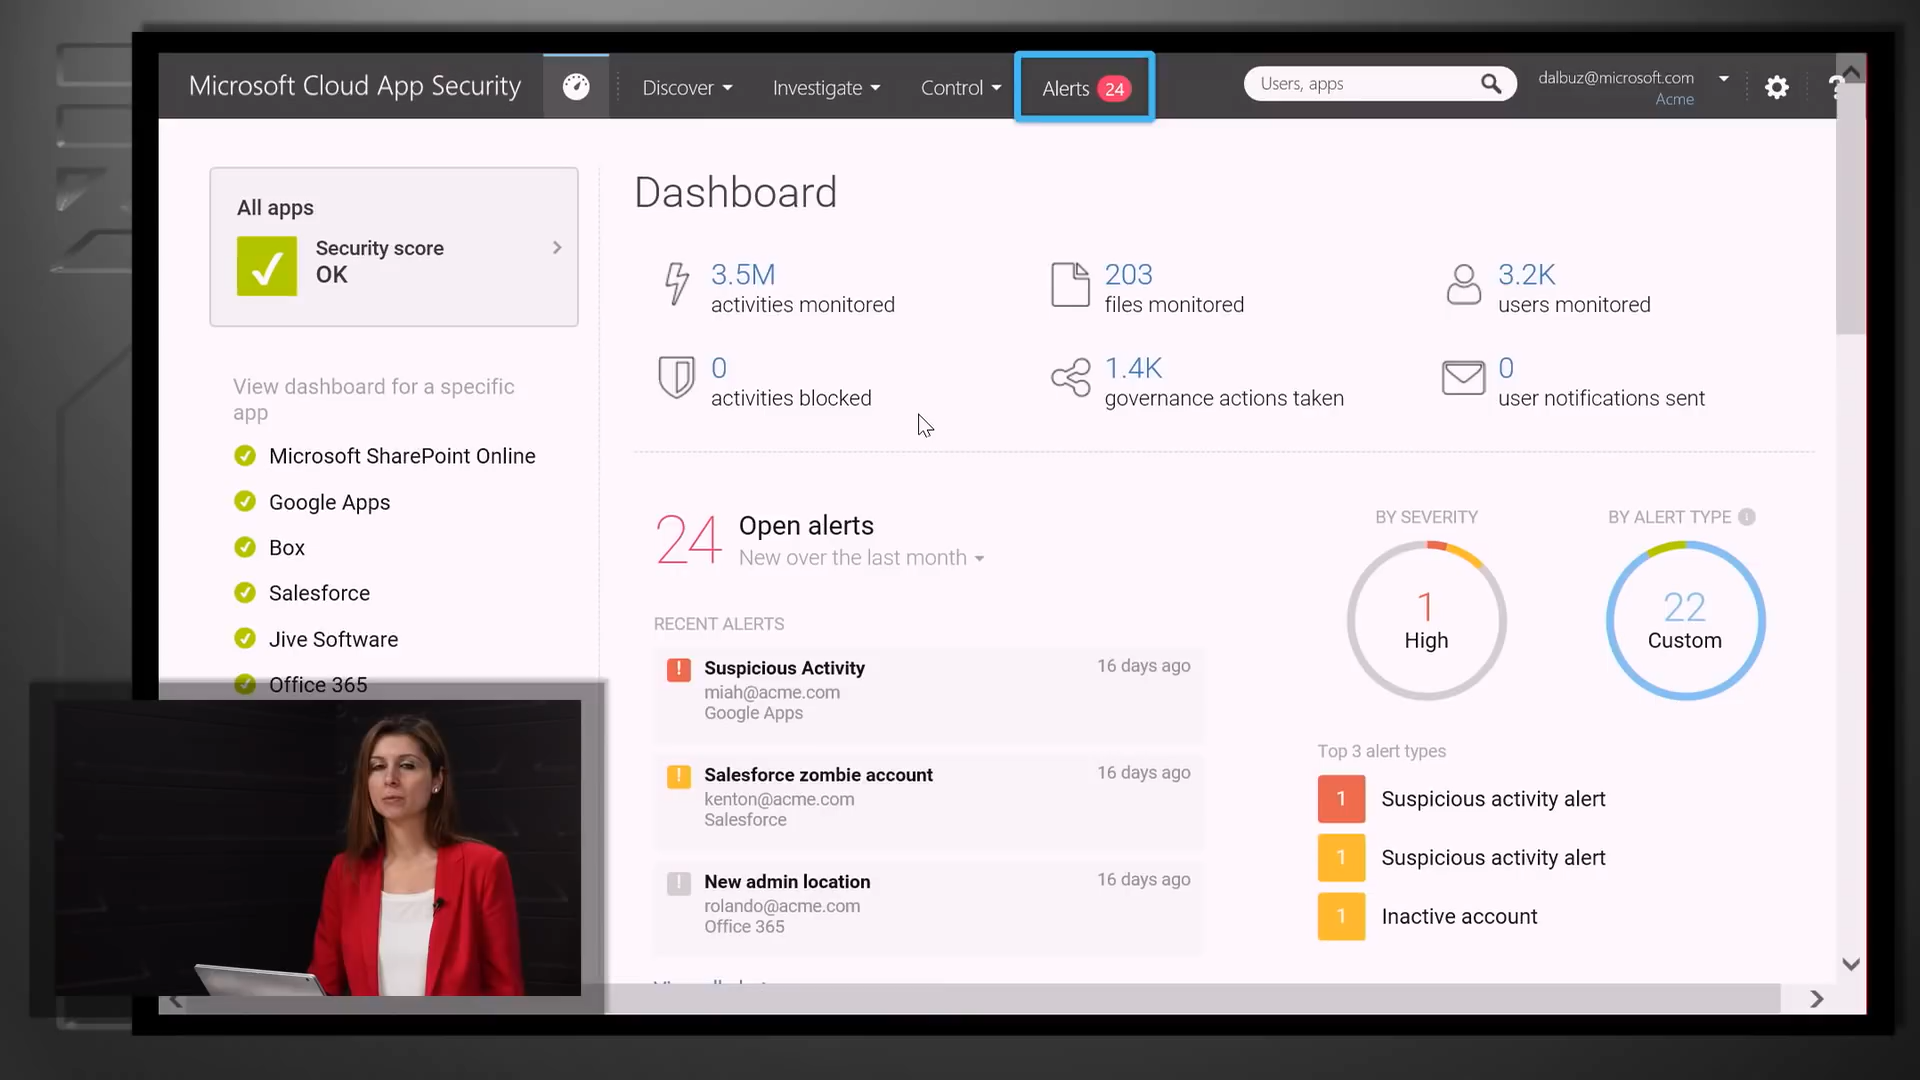 Microsoft Cloud App Security
Discover
Investigate
Control
Alerts 24
Users, apps
dalbuz@microsoft.com
Acme
?
All apps
Security score
OK
View dashboard for a specific
app
Microsoft SharePoint Online
Google Apps
Box
Salesforce
Jive Software
Office 365
Dashboard
3.5M
activities monitored
203
files monitored
3.2K
users monitored
0
activities blocked
1.4K
governance actions taken
0
user notifications sent
24
Open alerts
New over the last month
RECENT ALERTS
! Suspicious Activity 16 days ago
miah@acme.com
Google Apps
! Salesforce zombie account 16 days ago
kenton@acme.com
Salesforce
! New admin location 16 days ago
rolando@acme.com
Office 365
BY SEVERITY
1
High
BY ALERT TYPE
22
Custom
Top 3 alert types
1 Suspicious activity alert
1 Suspicious activity alert
1 Inactive account